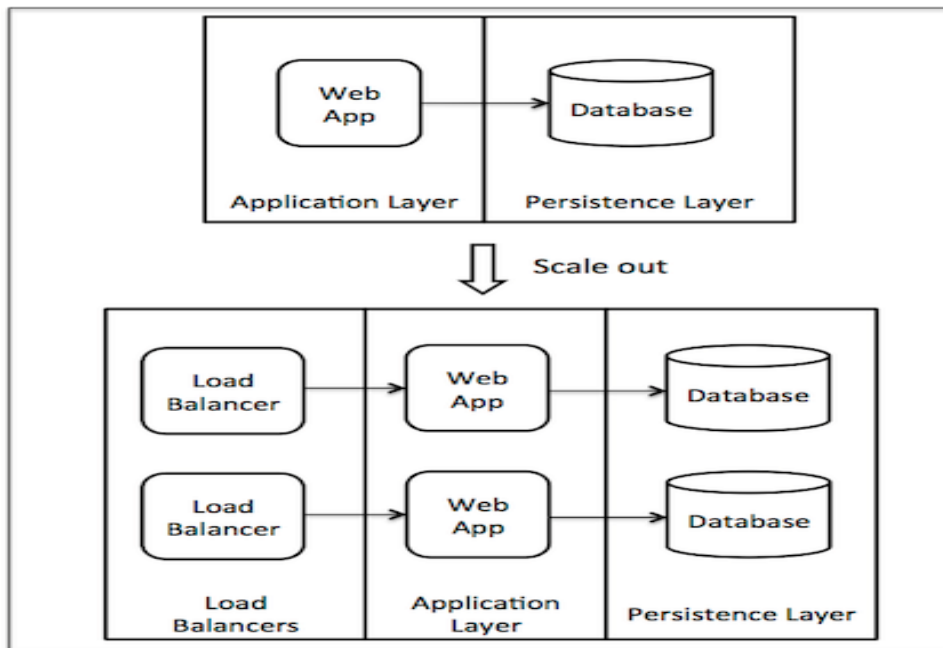 Web
App
Database
Application Layer
Persistence Layer
Scale out
Load
Balancer
Web
App
Database
Load
Balancer
Web
App
Database
Load
Balancers
Application
Layer
Persistence Layer